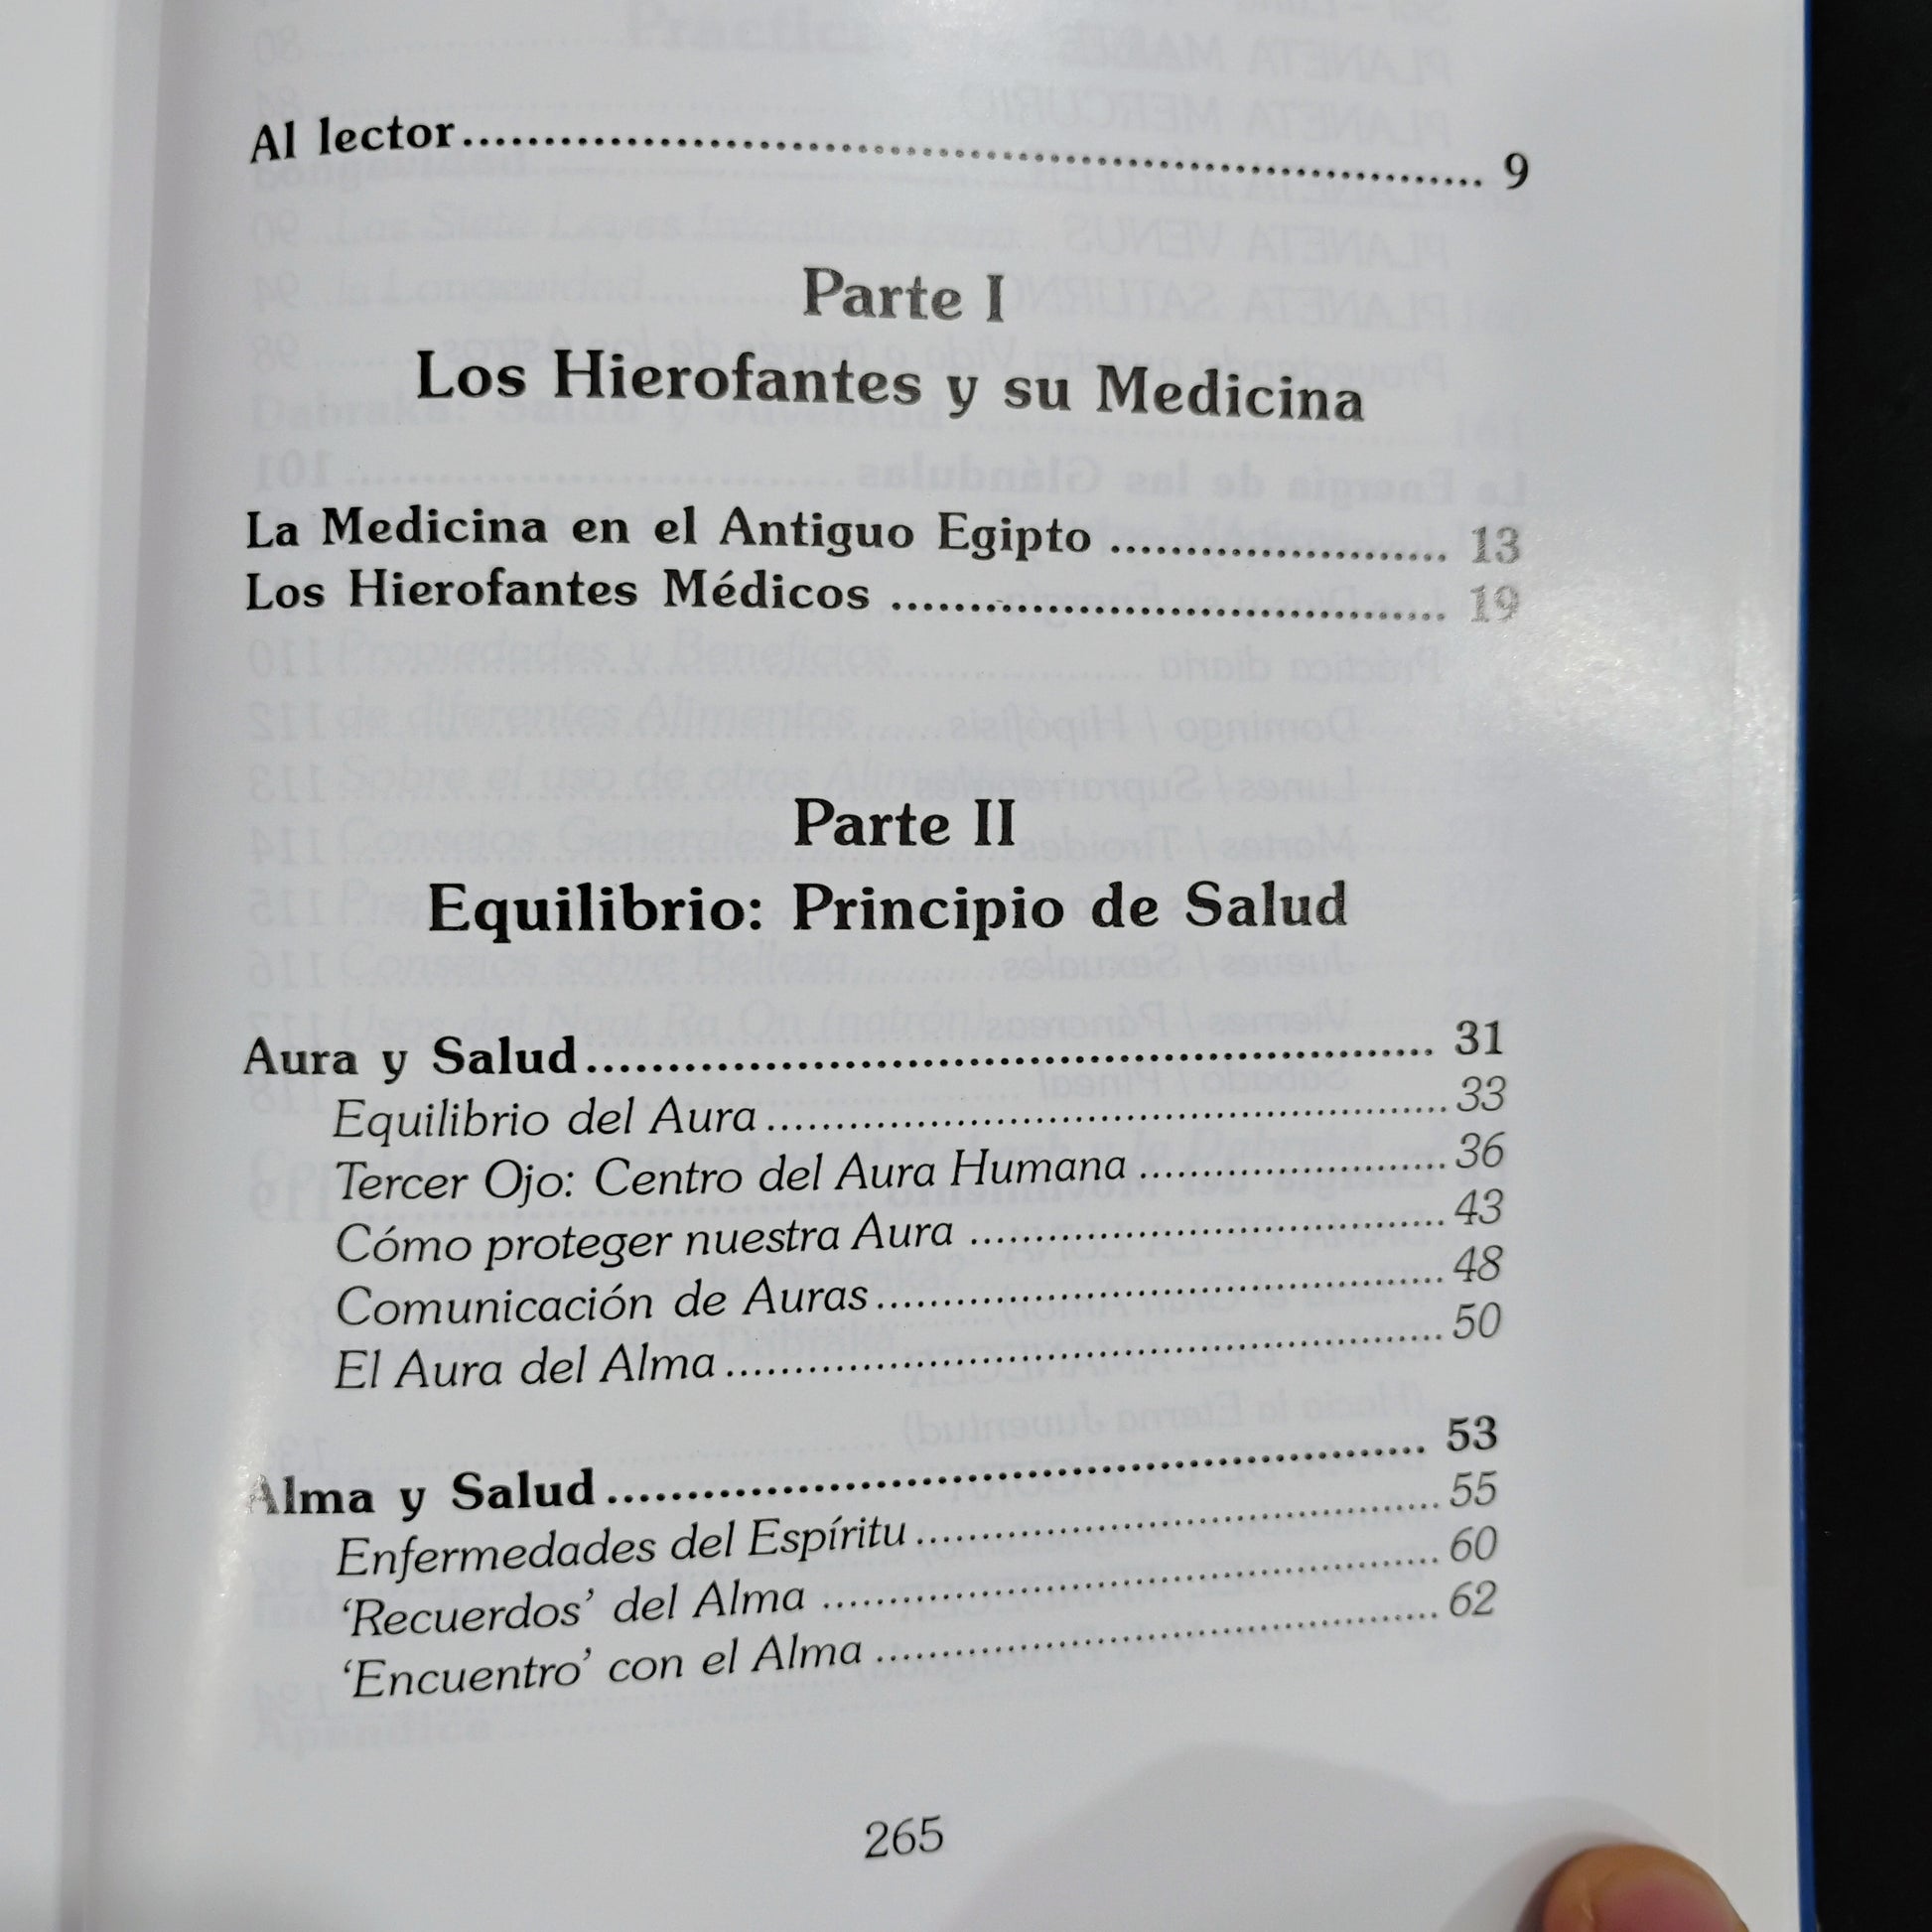 Al lector.......... 9
Parte I
Los Hierofantes y su Medicina
La Medicina en el Antiguo Egipto .......... 13
Los Hierofantes Médicos .......... 19
Parte II
Equilibrio: Principio de Salud
Aura y Salud.......... 31
Equilibrio del Aura..........33
Tercer Ojo: Centro del Aura Humana..........36
Cómo proteger nuestra Aura ..........43
Comunicación de Auras..........48
El Aura del Alma..........50
Alma y Salud.......... 53
Enfermedades del Espíritu..........55
‘Recuerdos’ del Alma ..........60
‘Encuentro’ con el Alma ..........62
265